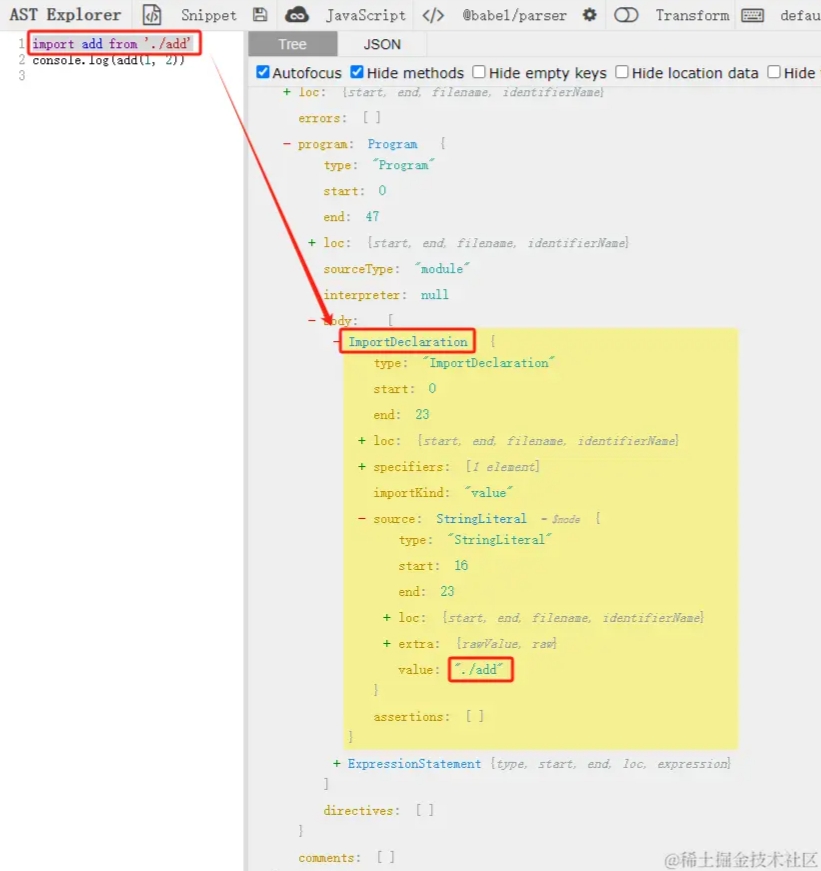 AST Explorer Snippet JavaScript </> @babel/parser Transform defau
1 import add from './add'
2 console.log(add(1, 2))
3
Tree JSON
Autofocus Hide methods Hide empty keys Hide location data Hide
+ loc: {start, end, filename, identifierName}
errors: [ ]
- program: Program {
type: "Program"
start: 0
end: 47
+ loc: {start, end, filename, identifierName}
sourceType: "module"
interpreter: null
- body: [
- ImportDeclaration {
type: "ImportDeclaration"
start: 0
end: 23
+ loc: {start, end, filename, identifierName}
+ specifiers: [1 element]
importKind: "value"
- source: StringLiteral = $node {
type: "StringLiteral"
start: 16
end: 23
+ loc: {start, end, filename, identifierName}
+ extra: {rawValue, raw}
value: "./add"
}
assertions: [ ]
}
+ ExpressionStatement {type, start, end, loc, expression}
]
directives: [ ]
}
comments: [ ]
@稀土掘金技术社区